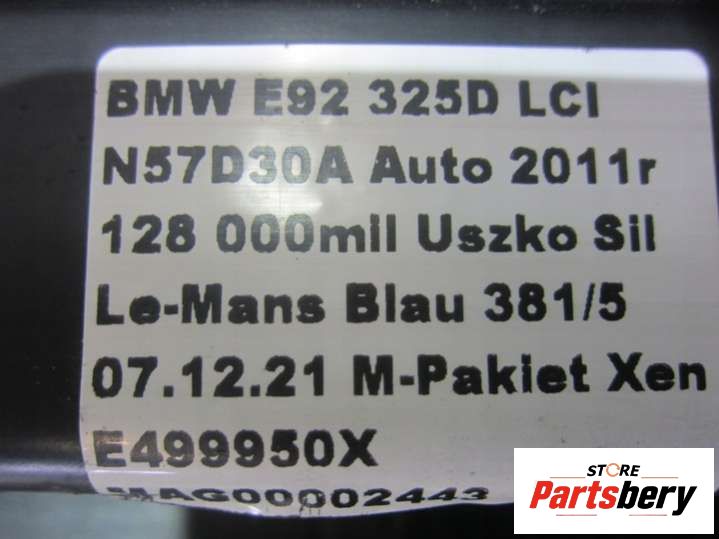 BMW E92 325D LCI
N57D30A Auto 2011r
128 000mil Uszko Sil
Le-Mans Blau 381/5
07.12.21 M-Pakiet Xen
E499950X
MAG00002443
STORE
Partsbery